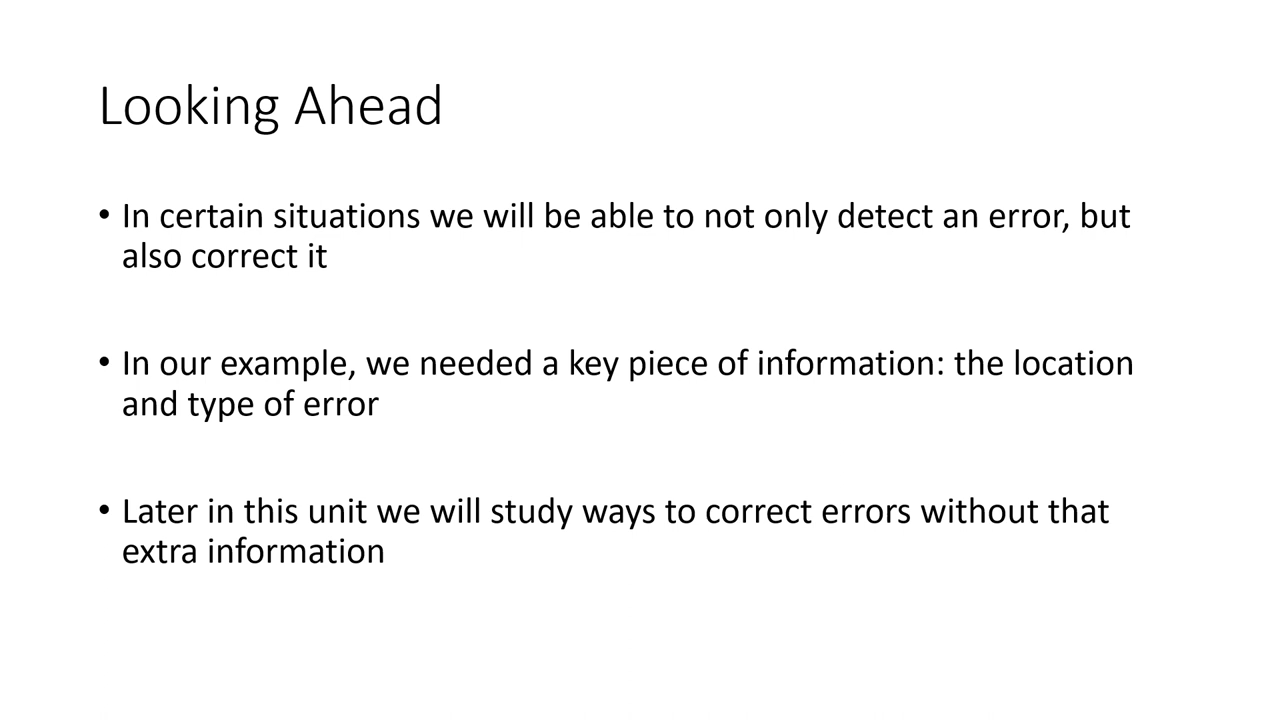 Looking Ahead
• In certain situations we will be able to not only detect an error, but
also correct it
• In our example, we needed a key piece of information: the location
and type of error
• Later in this unit we will study ways to correct errors without that
extra information